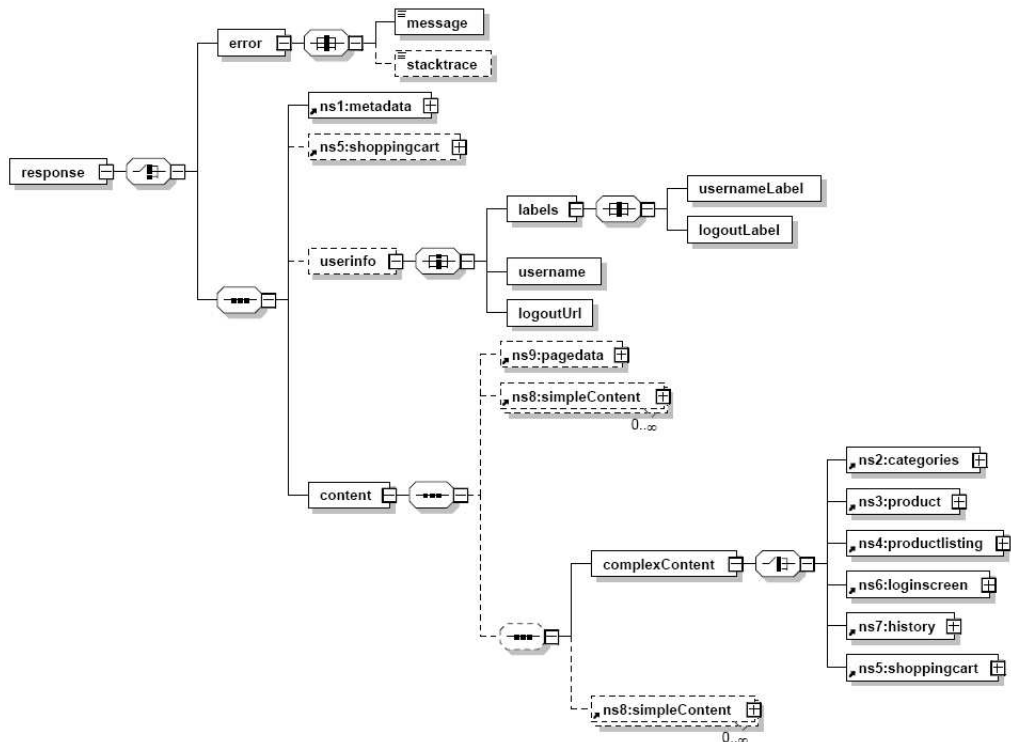 message
error
stacktrace
ns1:metadata
ns5:shoppingcart
response
usernameLabel
labels
logoutLabel
userinfo
username
logoutUrl
ns9:pagedata
ns8:simpleContent
0..∞
ns2:categories
content
ns3:product
ns4:productlisting
complexContent
ns6:loginscreen
ns7:history
ns5:shoppingcart
ns8:simpleContent
0..∞